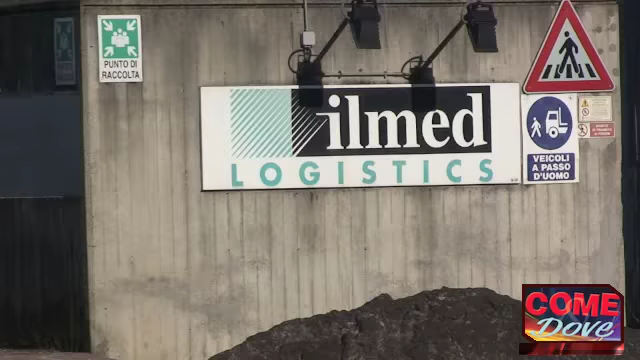 PUNTO DI
RACCOLTA
ilmed
LOGISTICS
VEICOLI
A PASSO
D'UOMO
COME
Dove